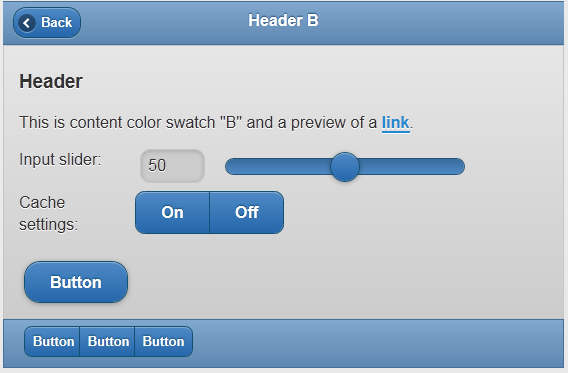 Back
Header B
Header
This is content color swatch "B" and a preview of a link.
Input slider: 50
Cache
settings:
On Off
Button
Button Button Button